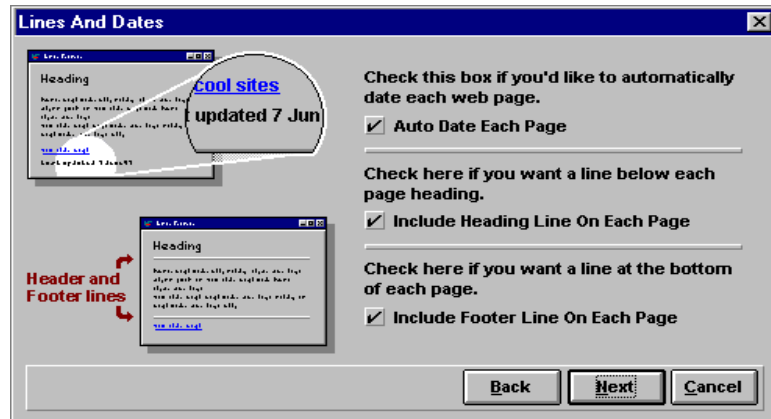 Lines And Dates
Heading
cool sites
t updated 7 Jun
Check this box if you'd like to automatically
date each web page.
Auto Date Each Page
Check here if you want a line below each
page heading.
Include Heading Line On Each Page
Heading
Header and
Footer lines
Check here if you want a line at the bottom
of each page.
Include Footer Line On Each Page
Back
Next
Cancel